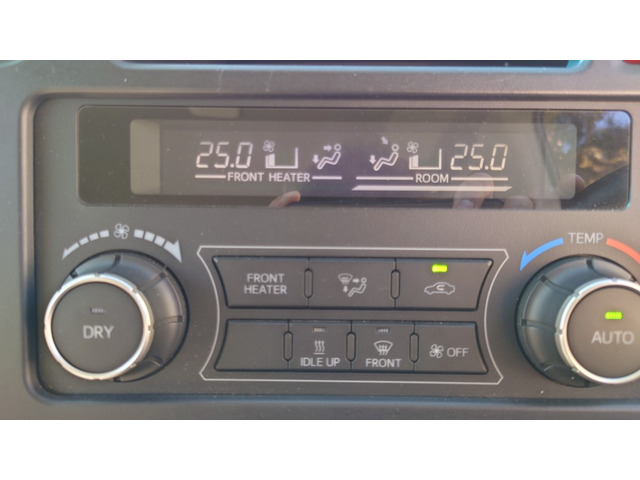 25.0 25.0
FRONT HEATER ROOM
TEMP
FRONT
HEATER
DRY AUTO
IDLE UP FRONT OFF